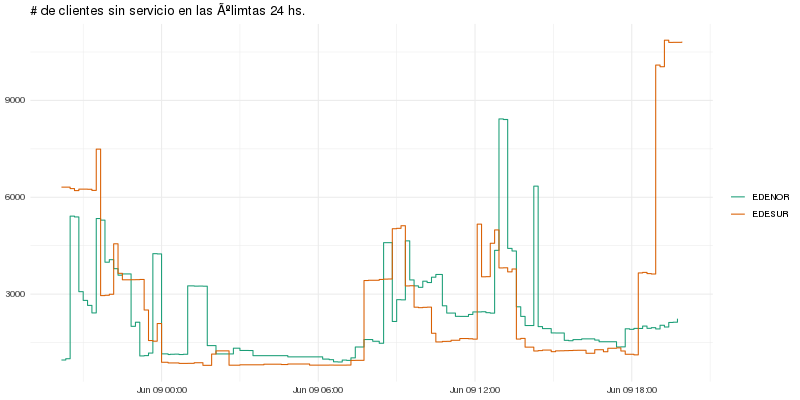 # de clientes sin servicio en las Ãºlimtas 24 hs.
9000
6000
3000
EDENOR
EDESUR
Jun 09 00:00
Jun 09 06:00
Jun 09 12:00
Jun 09 18:00